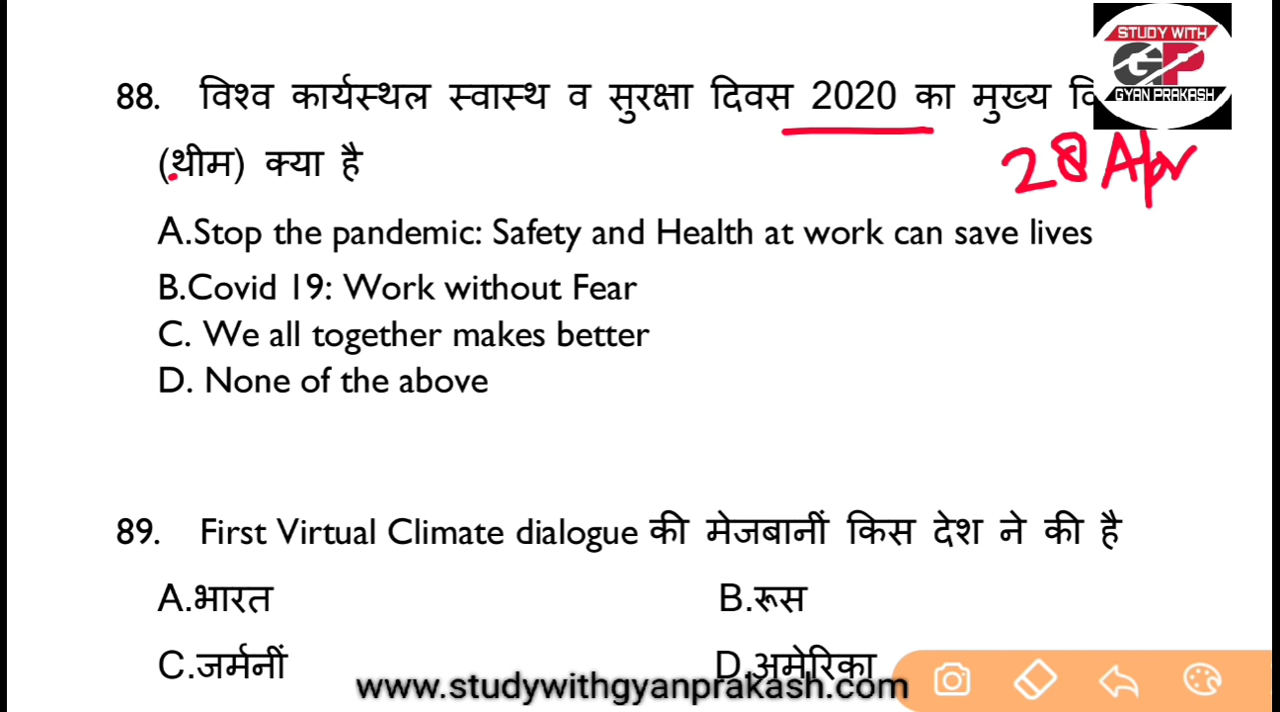 STUDY WITH
GP
GYAN PRAKASH
88. विश्व कार्यस्थल स्वास्थ व सुरक्षा दिवस 2020 का मुख्य
(थीम) क्या है
28 Apr
A.Stop the pandemic: Safety and Health at work can save lives
B.Covid 19: Work without Fear
C. We all together makes better
D. None of the above
89. First Virtual Climate dialogue की मेजबानीं किस देश ने की है
A.भारत B.रूस
C.जर्मनीं D.अमेरिका
www.studywithgyanprakash.com